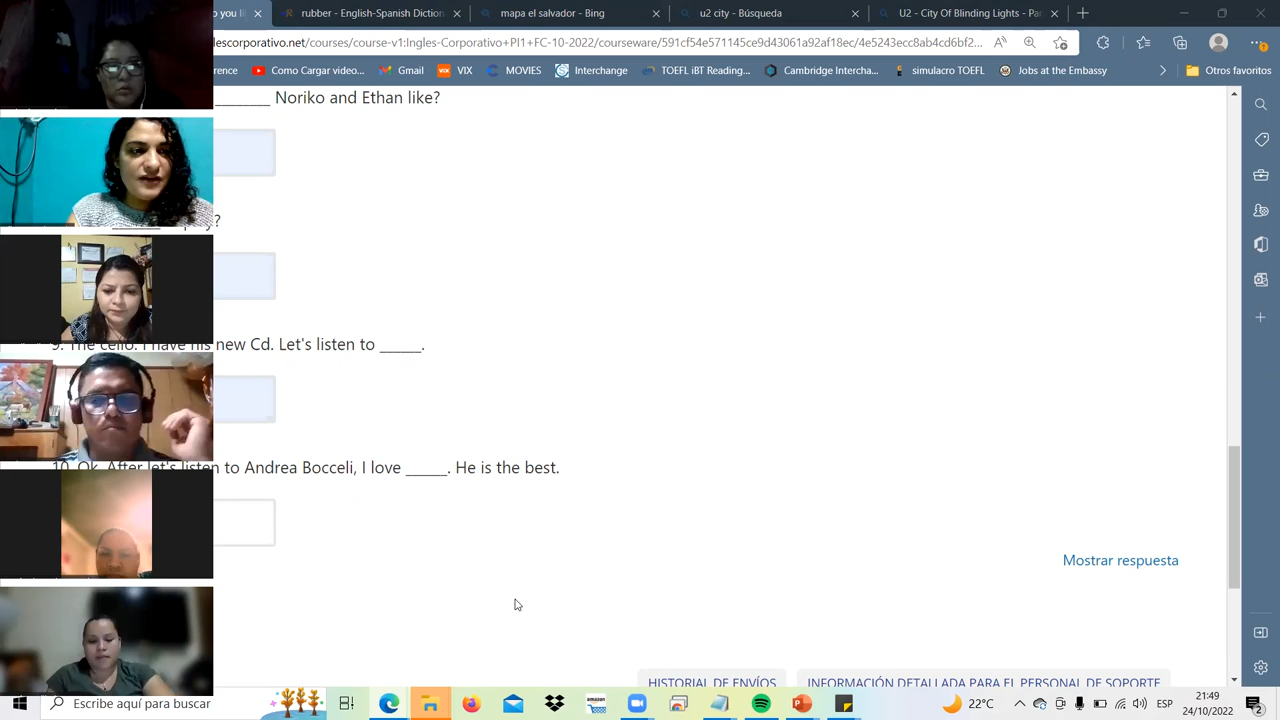 o you li
rubber - English-Spanish Diction
mapa el salvador - Bing
u2 city - Búsqueda
U2. City Of Blinding Lights - Par
lescorporativo.net/courses/course-v1:Ingles-Corporativo+PI1+FC-10-2022/courseware/591cf54e571145ce9d43061a92af18ec/4e5243ecc8ab4cd6bf2...
rence
Como Cargar video...
Gmail
VIX
MOVIES
Interchange
TOEFL iBT Reading...
Cambridge Intercha...
simulacro TOEFL
Jobs at the Embassy
Otros favoritos
_______ Noriko and Ethan like?
9. The cello. I have his new Cd. Let's listen to _____.
10. Ok. After let's listen to Andrea Bocceli, I love _____. He is the best.
Mostrar respuesta
HISTORIAL DE ENVÍOS
INFORMACIÓN DETALLADA PARA EL PERSONAL DE SOPORTE
Escribe aquí para buscar
22°C
ESP
21:49
24/10/2022
2